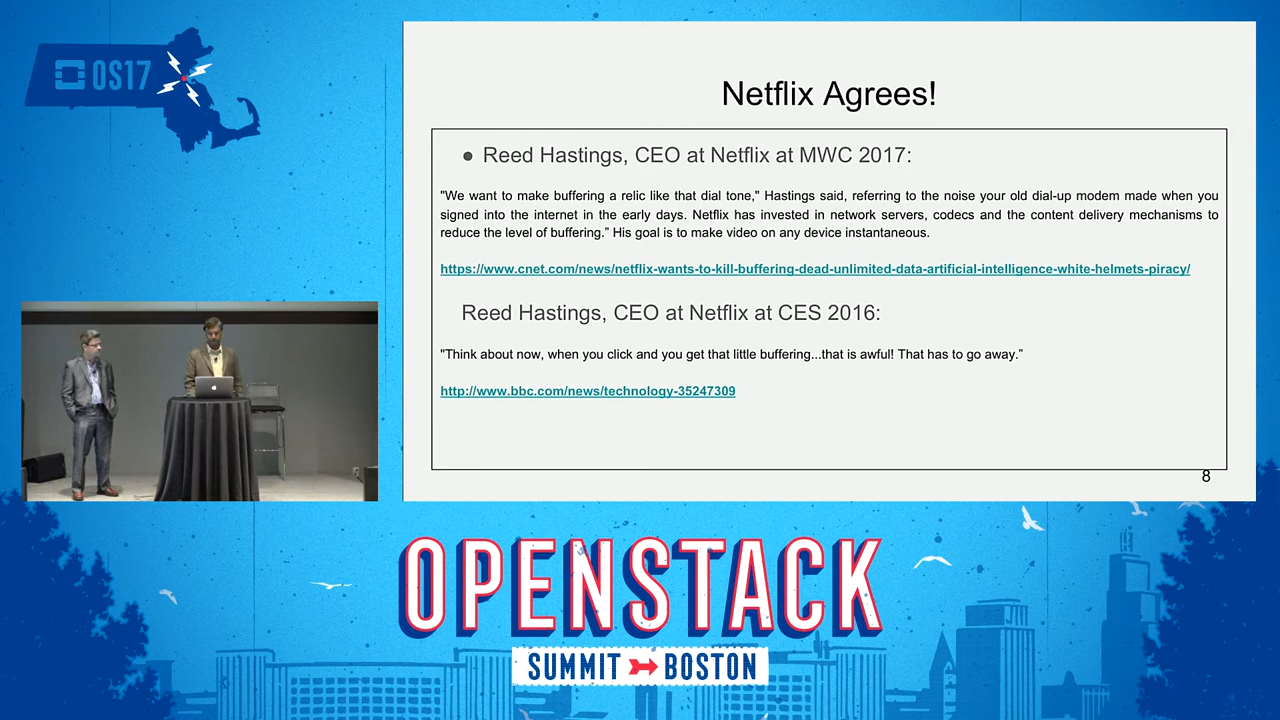 OS17
Netflix Agrees!
● Reed Hastings, CEO at Netflix at MWC 2017:
"We want to make buffering a relic like that dial tone," Hastings said, referring to the noise your old dial-up modem made when you
signed into the internet in the early days. Netflix has invested in network servers, codecs and the content delivery mechanisms to
reduce the level of buffering.” His goal is to make video on any device instantaneous.
https://www.cnet.com/news/netflix-wants-to-kill-buffering-dead-unlimited-data-artificial-intelligence-white-helmets-piracy/
Reed Hastings, CEO at Netflix at CES 2016:
"Think about now, when you click and you get that little buffering...that is awful! That has to go away.”
http://www.bbc.com/news/technology-35247309
8
OPENSTACK
SUMMIT BOSTON